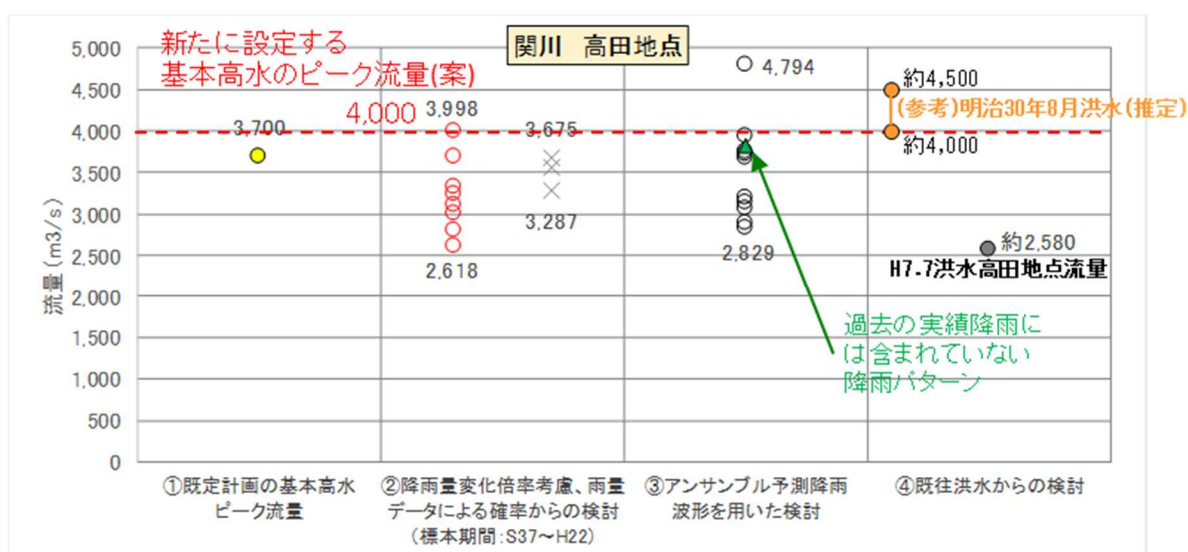 関川　高田地点
新たに設定する
基本高水のピーク流量(案)
4,000
流量(m3/s)
5,000
4,500
4,000
3,500
3,000
2,500
2,000
1,500
1,000
500
0
3,700
3,998
2,618
3,675
3,287
4,794
2,829
約4,500
(参考)明治30年8月洪水(推定)
約4,000
約2,580
H7.7洪水高田地点流量
過去の実績降雨に
は含まれていない
降雨パターン
①既定計画の基本高水
ピーク流量
②降雨量変化倍率考慮、雨量
データによる確率からの検討
(標本期間:S37～H22)
③アンサンブル予測降雨
波形を用いた検討
④既往洪水からの検討